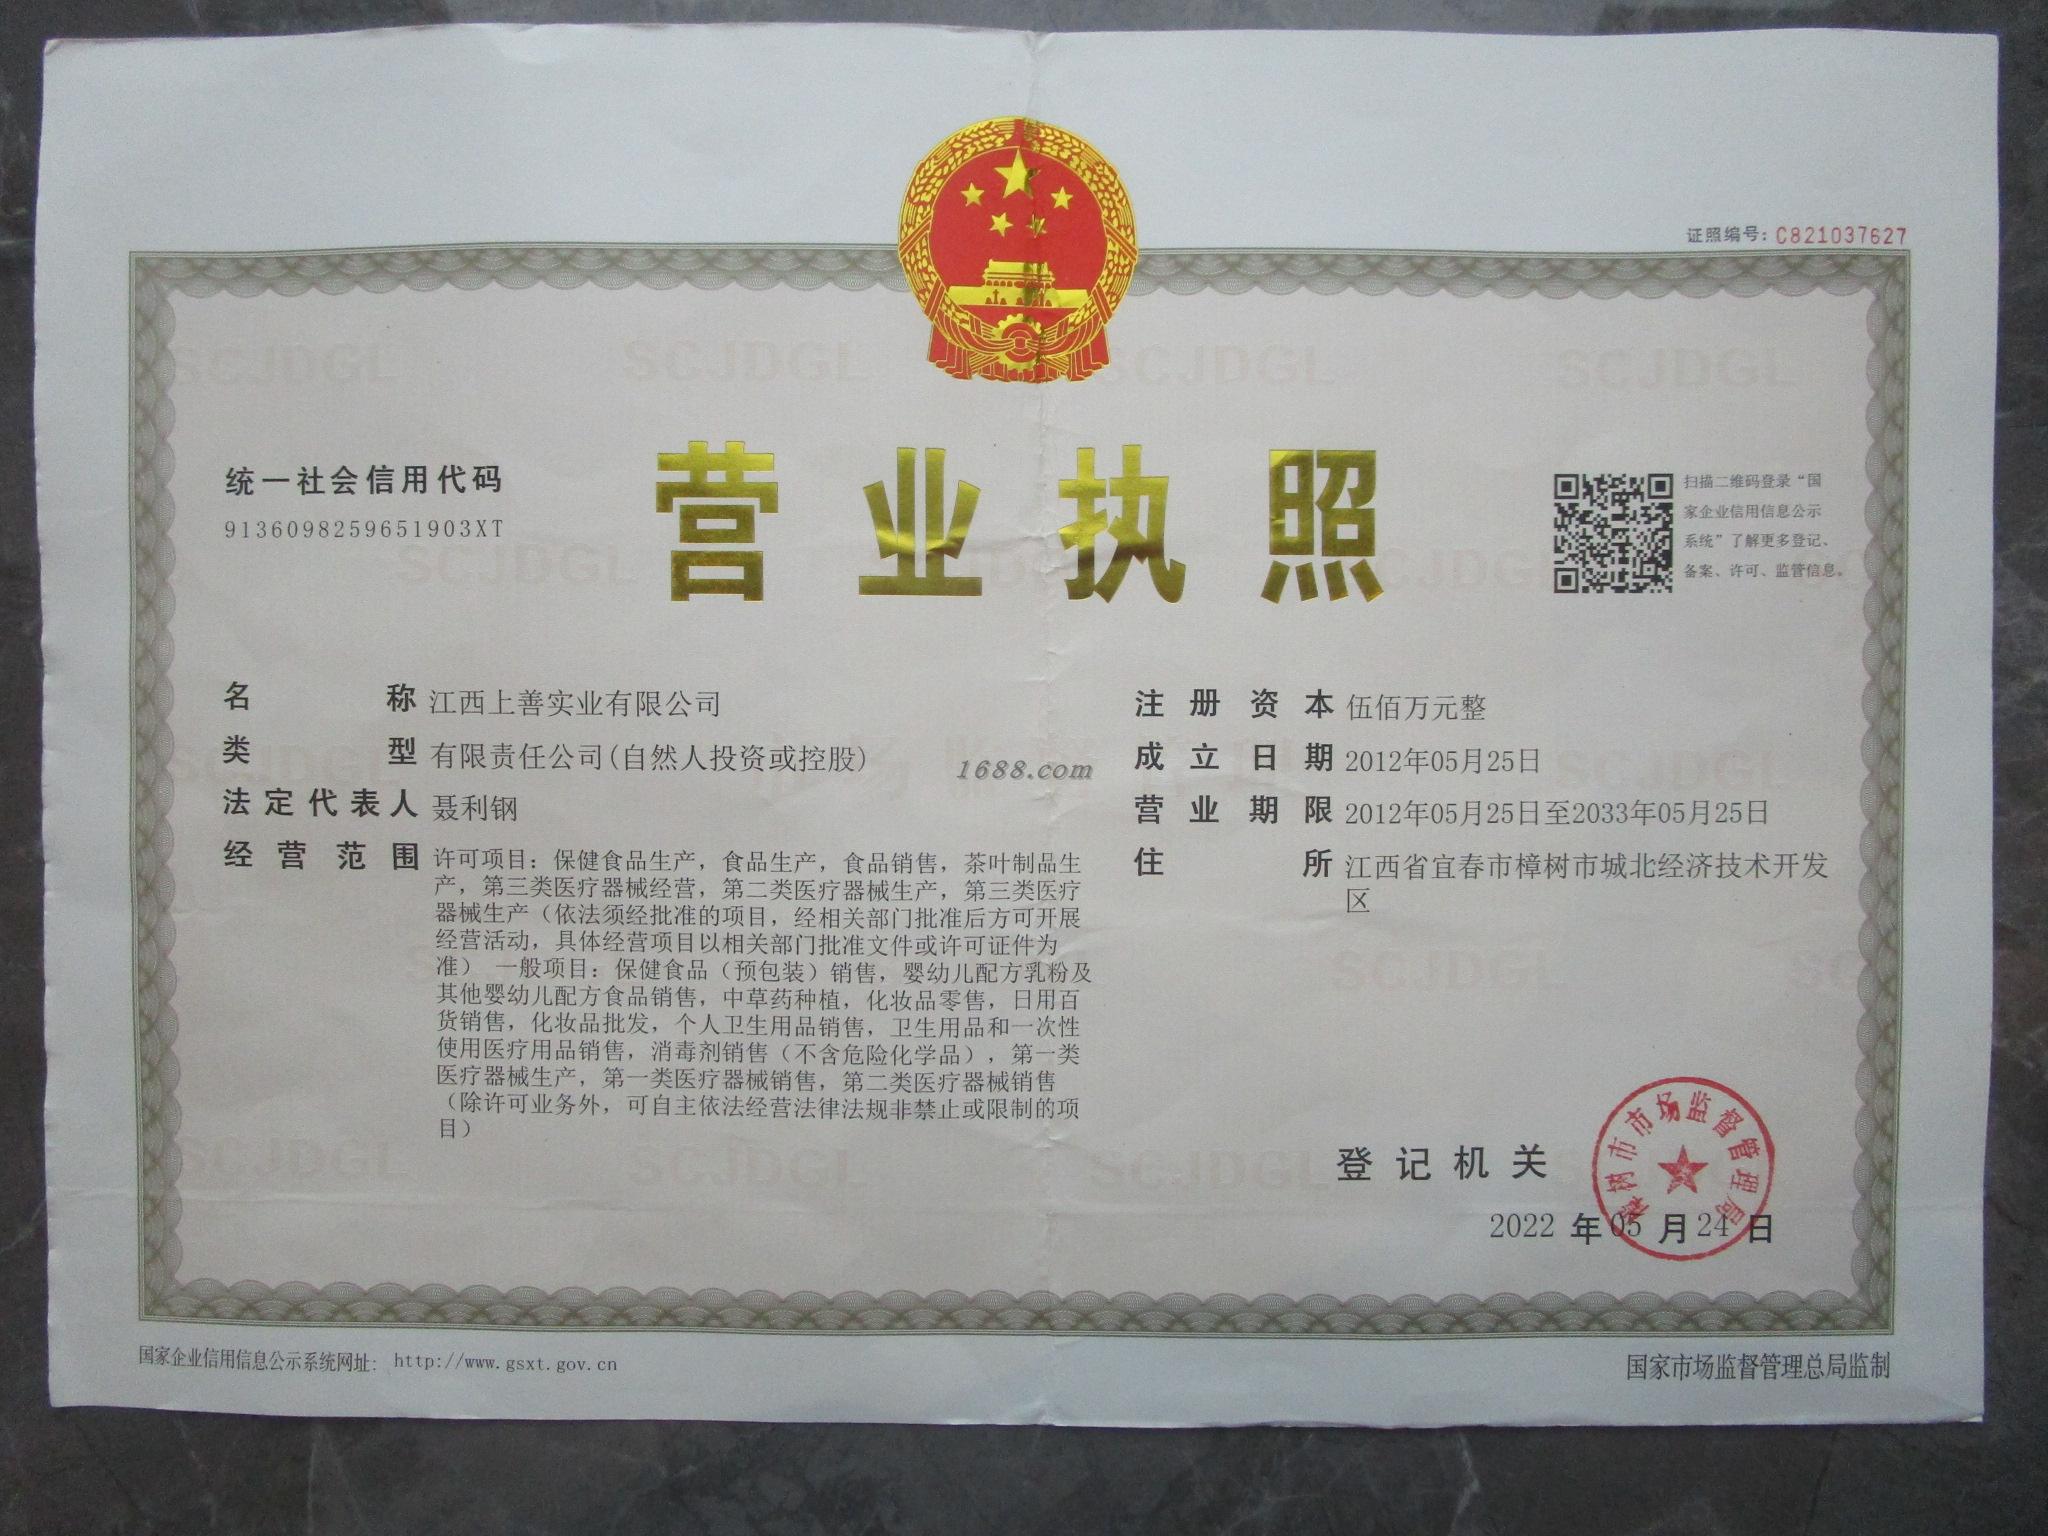 证照编号：C821037627
统一社会信用代码
9136098259651903XT
营业执照
扫描二维码登录“国
家企业信用信息公示
系统”了解更多登记、
备案、许可、监管信息。
名称 江西上善实业有限公司
类型 有限责任公司(自然人投资或控股)
法定代表人 聂利钢
经营范围 许可项目：保健食品生产，食品生产，食品销售，茶叶制品生
产，第三类医疗器械经营，第二类医疗器械生产，第三类医疗
器械生产（依法须经批准的项目，经相关部门批准后方可开展
经营活动，具体经营项目以相关部门批准文件或许可证件为
准） 一般项目：保健食品（预包装）销售，婴幼儿配方乳粉及
其他婴幼儿配方食品销售，中草药种植，化妆品零售，日用百
货销售，化妆品批发，个人卫生用品销售，卫生用品和一次性
使用医疗用品销售，消毒剂销售（不含危险化学品），第一类
医疗器械生产，第一类医疗器械销售，第二类医疗器械销售
（除许可业务外，可自主依法经营法律法规非禁止或限制的项
目）
1688.com
注册资本 伍佰万元整
成立日期 2012年05月25日
营业期限 2012年05月25日至2033年05月25日
住所 江西省宜春市樟树市城北经济技术开发
区
登记机关
樟树市市场监督管理局
2022 年 05 月 24 日
国家企业信用信息公示系统网址：http://www.gsxt.gov.cn
国家市场监督管理总局监制